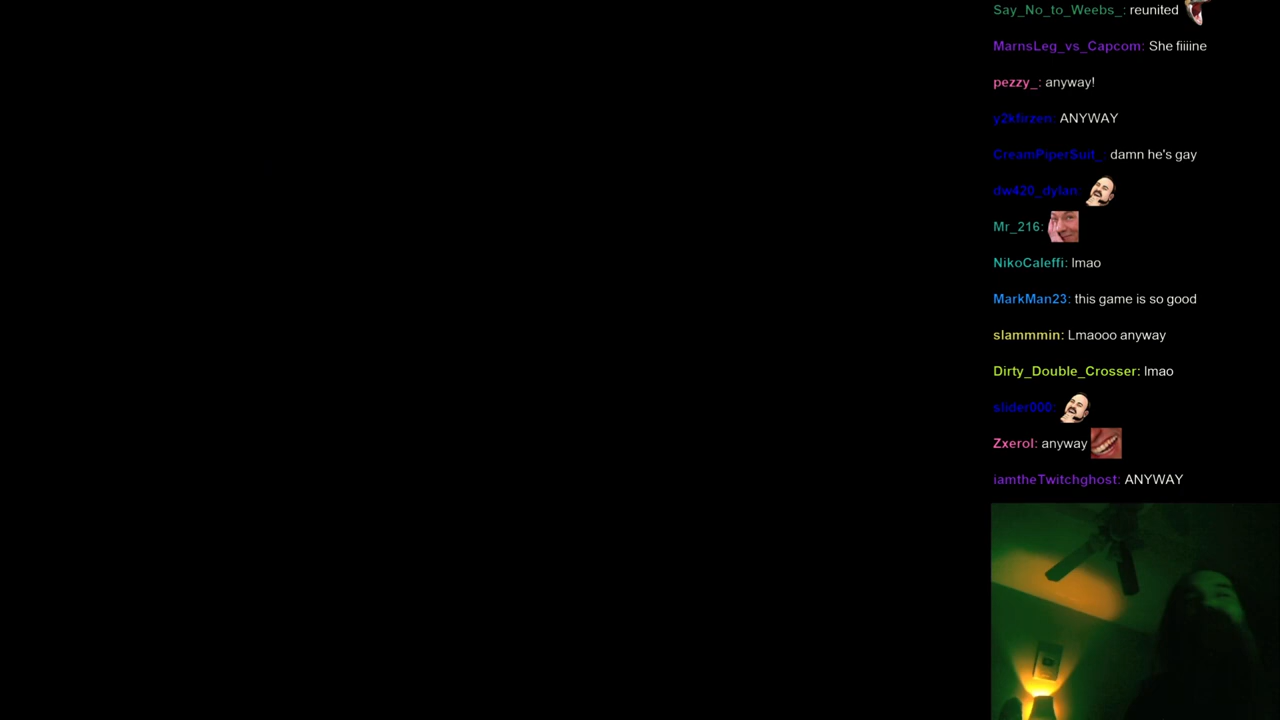 Say_No_to_Weebs_: reunited
MarnsLeg_vs_Capcom: She fiiiine
pezzy_: anyway!
y2kfirzen: ANYWAY
CreamPiperSuit_: damn he's gay
dw420_dylan:
Mr_216:
NikoCaleffi: lmao
MarkMan23: this game is so good
slammmin: Lmaooo anyway
Dirty_Double_Crosser: lmao
slider000:
Zxerol: anyway
iamtheTwitchghost: ANYWAY